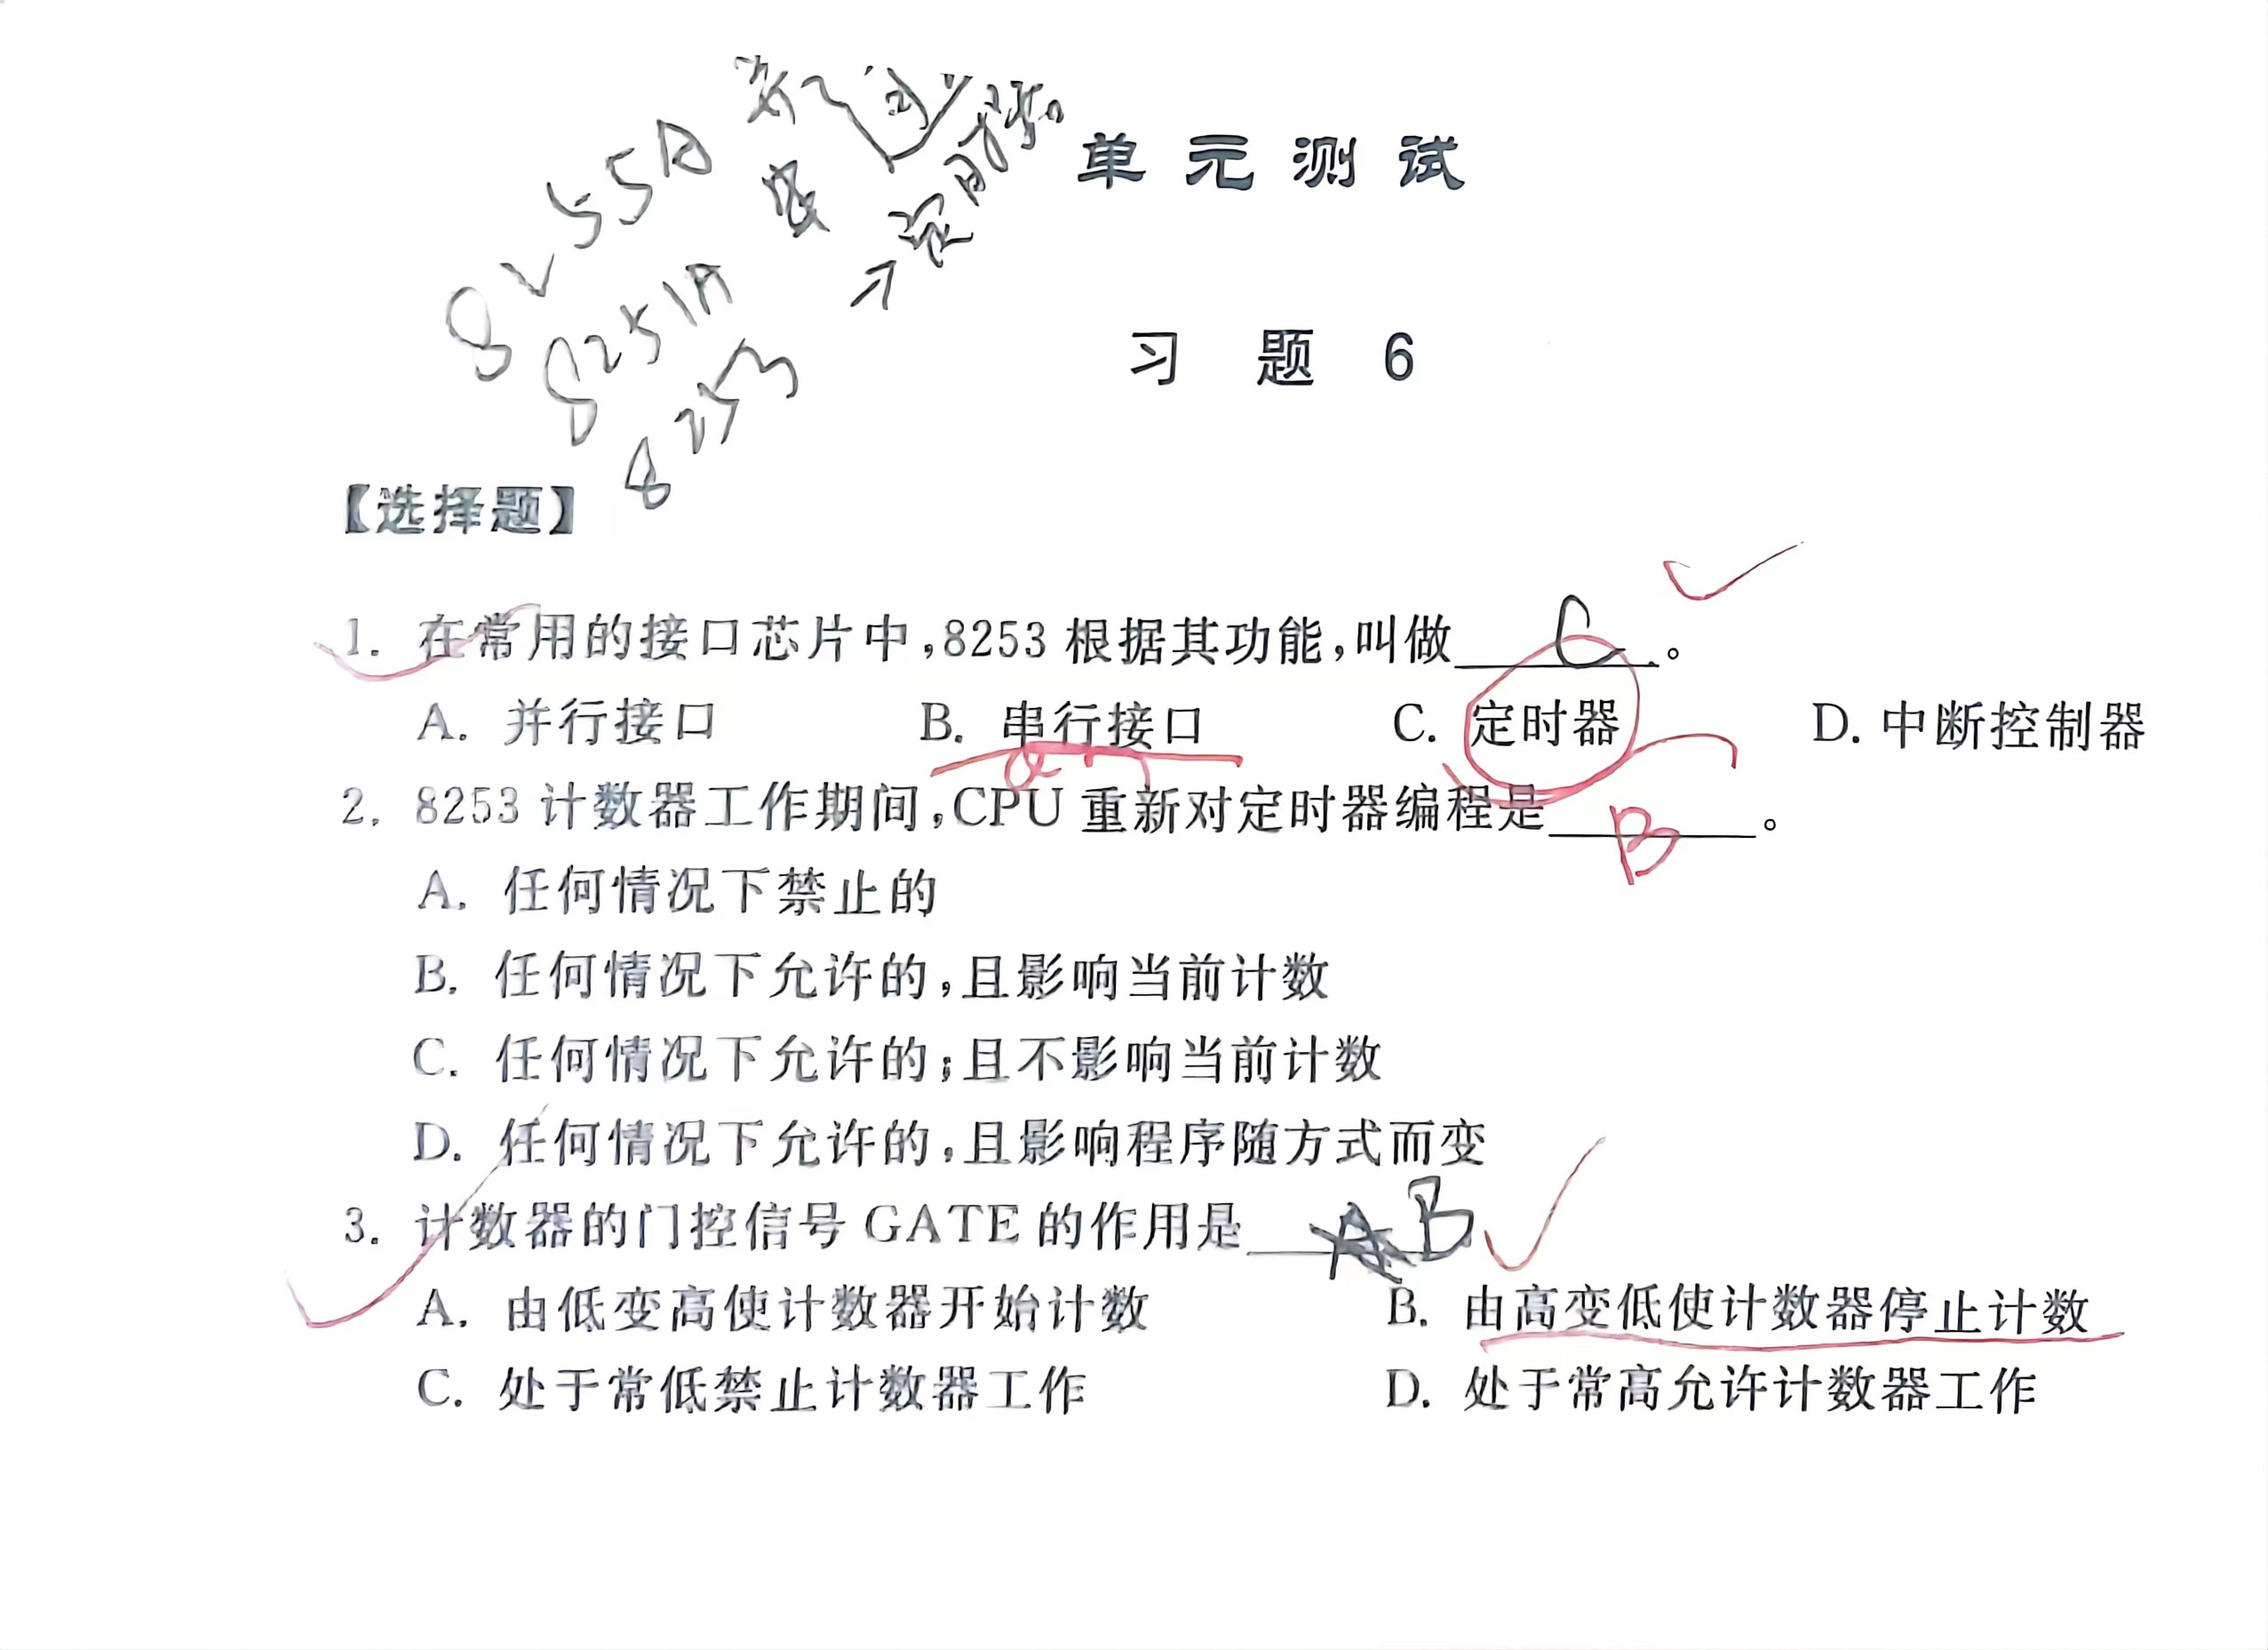 8255A
8251A
8253
单元测试
习题 6
【选择题】
1. 在常用的接口芯片中,8253 根据其功能,叫做 C 。
A. 并行接口 B. 串行接口 C. 定时器 D. 中断控制器
2. 8253 计数器工作期间,CPU 重新对定时器编程是 B 。
A. 任何情况下禁止的
B. 任何情况下允许的,且影响当前计数
C. 任何情况下允许的;且不影响当前计数
D. 任何情况下允许的,且影响程序随方式而变
3. 计数器的门控信号 GATE 的作用是 B
A. 由低变高使计数器开始计数 B. 由高变低使计数器停止计数
C. 处于常低禁止计数器工作 D. 处于常高允许计数器工作